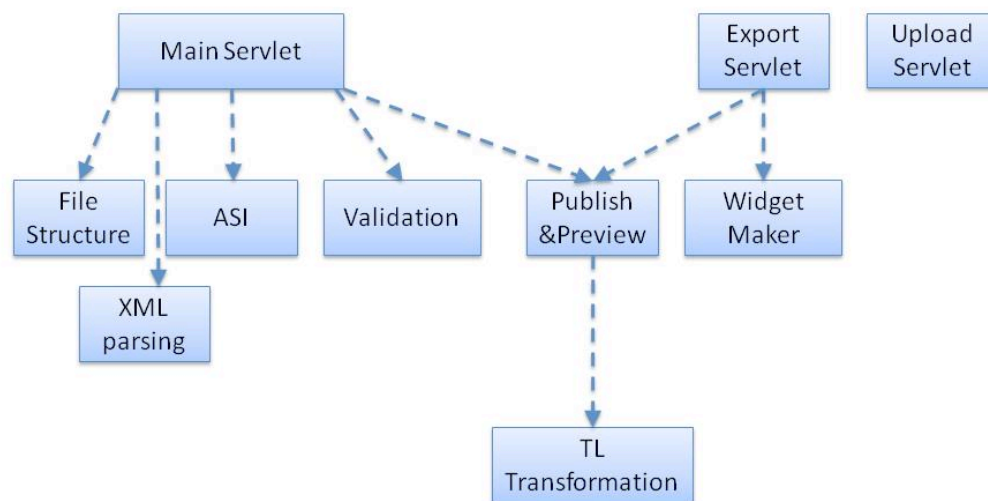 Main Servlet
Export
Servlet
Upload
Servlet
File
Structure
ASI
Validation
Publish
&Preview
Widget
Maker
XML
parsing
TL
Transformation